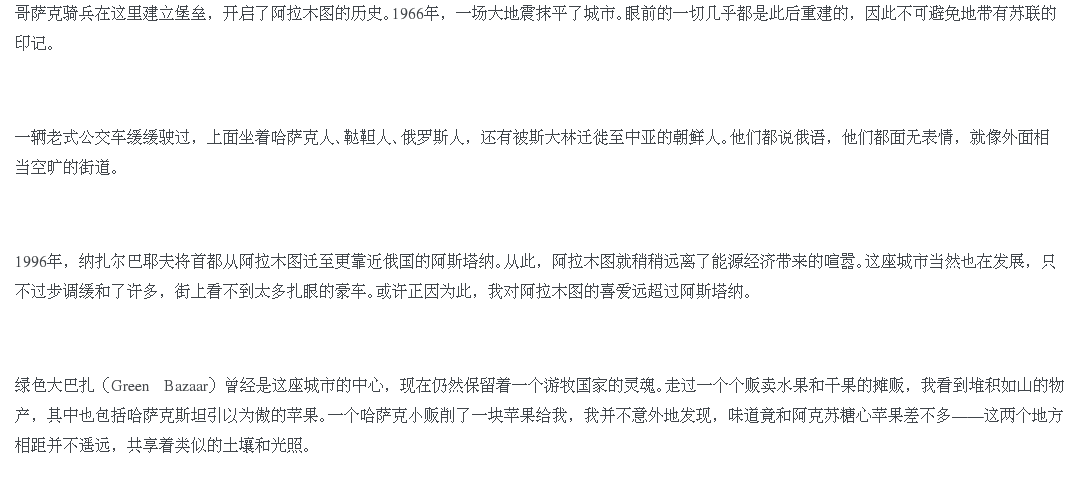 哥萨克骑兵在这里建立堡垒，开启了阿拉木图的历史。1966年，一场大地震抹平了城市。眼前的一切几乎都是此后重建的，因此不可避免地带有苏联的
印记。
一辆老式公交车缓缓驶过，上面坐着哈萨克人、鞑靼人、俄罗斯人，还有被斯大林迁徙至中亚的朝鲜人。他们都说俄语，他们都面无表情，就像外面相
当空旷的街道。
1996年，纳扎尔巴耶夫将首都从阿拉木图迁至更靠近俄国的阿斯塔纳。从此，阿拉木图就稍稍远离了能源经济带来的喧嚣。这座城市当然也在发展，只
不过步调缓和了许多，街上看不到太多扎眼的豪车。或许正因为此，我对阿拉木图的喜爱远超过阿斯塔纳。
绿色大巴扎（Green Bazaar）曾经是这座城市的中心，现在仍然保留着一个游牧国家的灵魂。走过一个个贩卖水果和干果的摊贩，我看到堆积如山的物
产，其中也包括哈萨克斯坦引以为傲的苹果。一个哈萨克小贩削了一块苹果给我，我并不意外地发现，味道竟和阿克苏糖心苹果差不多——这两个地方
相距并不遥远，共享着类似的土壤和光照。